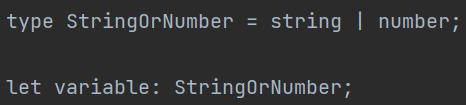 type StringOrNumber = string | number;
let variable: StringOrNumber;